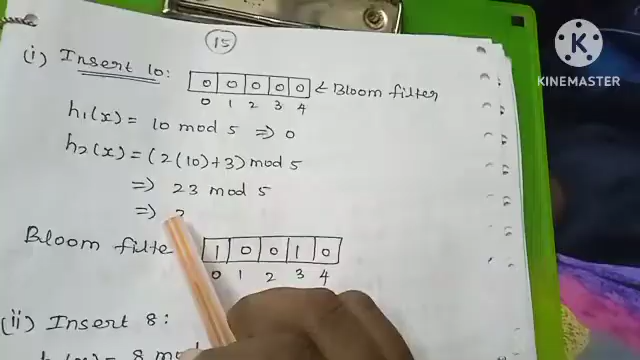 15
(i) Insert 10: 0 0 0 0 0 ← Bloom filter
0 1 2 3 4
h₁(x) = 10 mod 5 => 0
h₂(x) = (2(10)+3) mod 5
=> 23 mod 5
=>
Bloom 1 0 0 1 0
0 1 2 3 4
(ii) Insert 8:
= 8
K
KINEMASTER